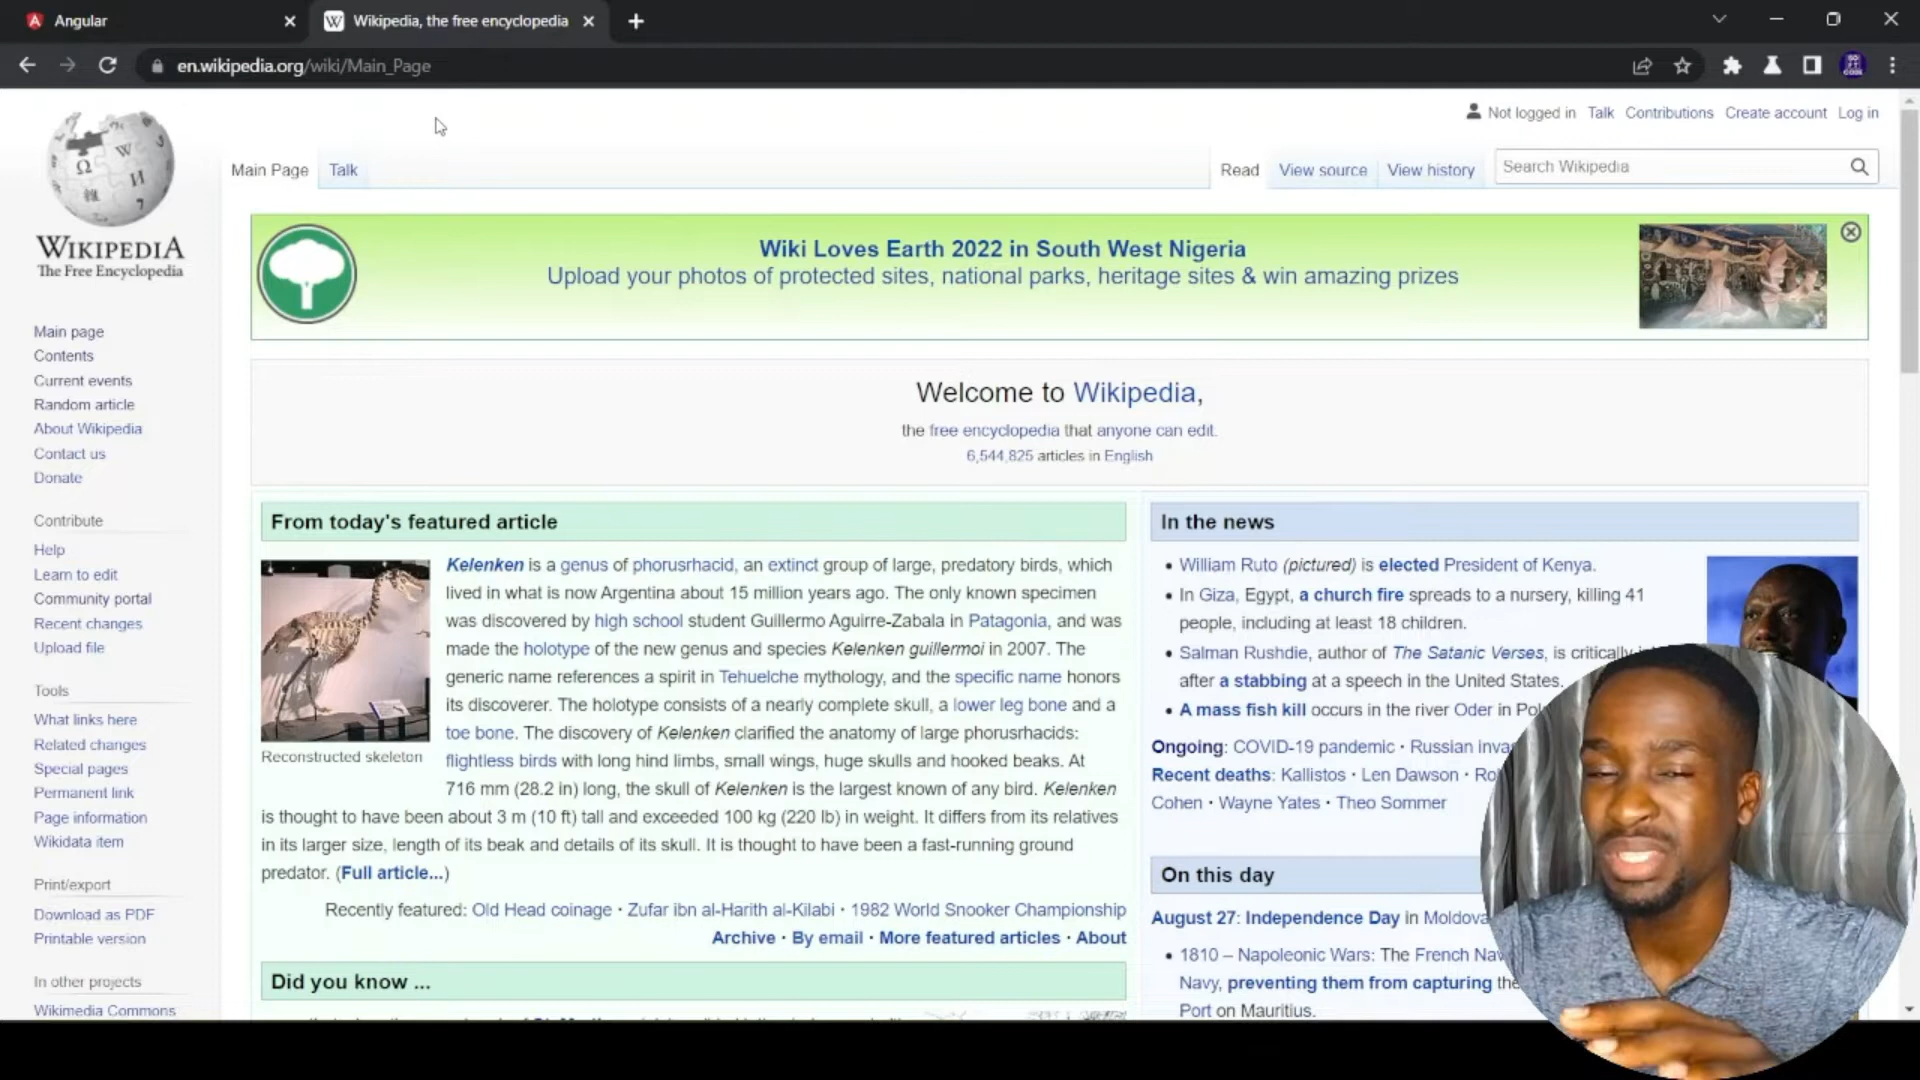 Angular
Wikipedia, the free encyclopedia
en.wikipedia.org/wiki/Main_Page
Not logged in Talk Contributions Create account Log in
Main Page Talk Read View source View history Search Wikipedia
WIKIPEDIA
The Free Encyclopedia
Wiki Loves Earth 2022 in South West Nigeria
Upload your photos of protected sites, national parks, heritage sites & win amazing prizes
Main page
Contents
Current events
Random article
About Wikipedia
Contact us
Donate
Contribute
Help
Learn to edit
Community portal
Recent changes
Upload file
Tools
What links here
Related changes
Special pages
Permanent link
Page information
Wikidata item
Print/export
Download as PDF
Printable version
In other projects
Wikimedia Commons
Welcome to Wikipedia,
the free encyclopedia that anyone can edit.
6,544,825 articles in English
From today's featured article
Kelenken is a genus of phorusrhacid, an extinct group of large, predatory birds, which
lived in what is now Argentina about 15 million years ago. The only known specimen
was discovered by high school student Guillermo Aguirre-Zabala in Patagonia, and was
made the holotype of the new genus and species Kelenken guillermoi in 2007. The
generic name references a spirit in Tehuelche mythology, and the specific name honors
its discoverer. The holotype consists of a nearly complete skull, a lower leg bone and a
toe bone. The discovery of Kelenken clarified the anatomy of large phorusrhacids:
flightless birds with long hind limbs, small wings, huge skulls and hooked beaks. At
716 mm (28.2 in) long, the skull of Kelenken is the largest known of any bird. Kelenken
is thought to have been about 3 m (10 ft) tall and exceeded 100 kg (220 lb) in weight. It differs from its relatives
in its larger size, length of its beak and details of its skull. It is thought to have been a fast-running ground
predator. (Full article...)
Reconstructed skeleton
Recently featured: Old Head coinage · Zufar ibn al-Harith al-Kilabi · 1982 World Snooker Championship
Archive · By email · More featured articles · About
Did you know ...
In the news
• William Ruto (pictured) is elected President of Kenya.
• In Giza, Egypt, a church fire spreads to a nursery, killing 41
people, including at least 18 children.
• Salman Rushdie, author of The Satanic Verses, is critically
after a stabbing at a speech in the United States.
• A mass fish kill occurs in the river Oder in
Ongoing: COVID-19 pandemic · Russian
Recent deaths: Kallistos · Len Dawson ·
Cohen · Wayne Yates · Theo Sommer
On this day
August 27: Independence Day in Moldova
• 1810 – Napoleonic Wars: The French
Navy, preventing them from capturing the
Port on Mauritius.